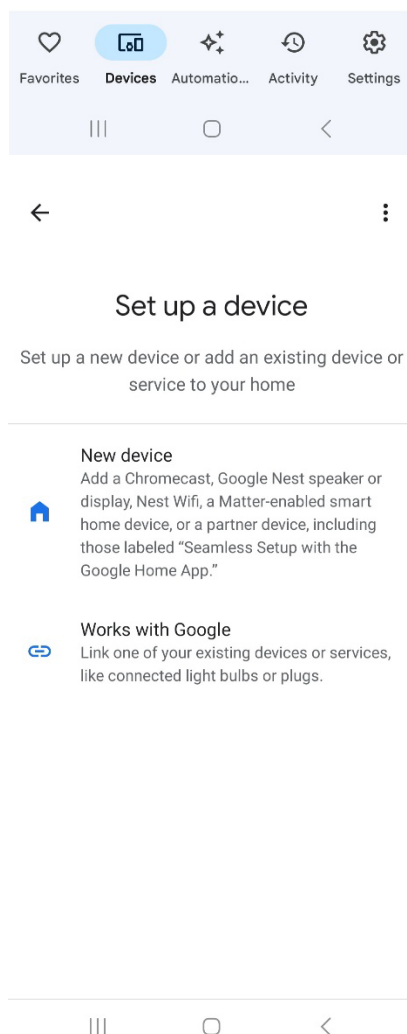 Favorites Devices Automatio... Activity Settings
Set up a device
Set up a new device or add an existing device or
service to your home
New device
Add a Chromecast, Google Nest speaker or
display, Nest Wifi, a Matter-enabled smart
home device, or a partner device, including
those labeled “Seamless Setup with the
Google Home App.”
Works with Google
Link one of your existing devices or services,
like connected light bulbs or plugs.